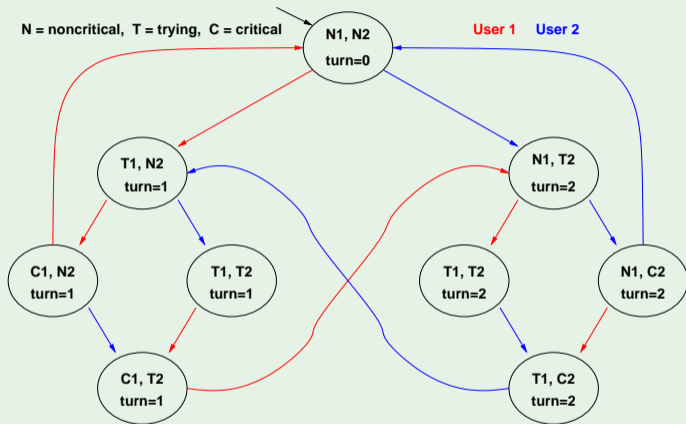 N = noncritical, T = trying, C = critical
N1, N2
turn=0
User 1 User 2
T1, N2
turn=1
N1, T2
turn=2
C1, N2
turn=1
T1, T2
turn=1
T1, T2
turn=2
N1, C2
turn=2
C1, T2
turn=1
T1, C2
turn=2